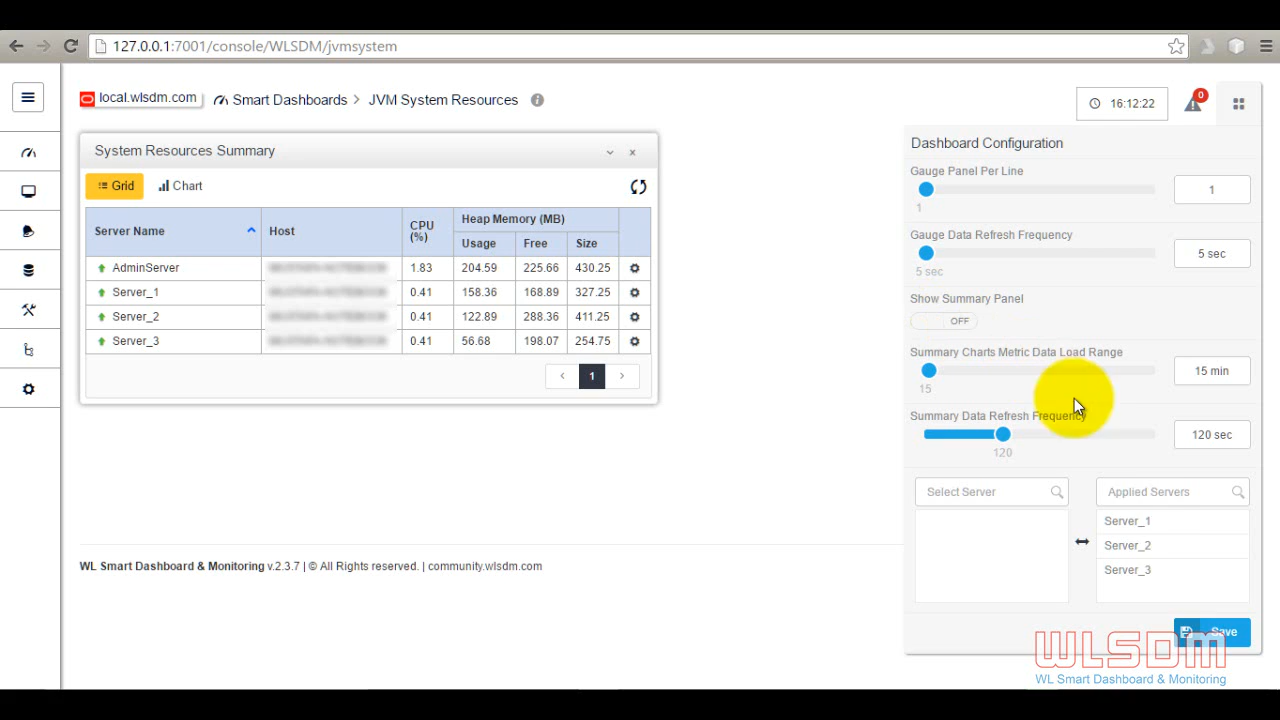 127.0.0.1:7001/console/WLSDM/jvmsystem
local.wlsdm.com Smart Dashboards > JVM System Resources
16:12:22
0
System Resources Summary
Grid Chart
Server Name Host CPU (%) Heap Memory (MB)
Usage Free Size
AdminServer 1.83 204.59 225.66 430.25
Server_1 0.41 158.36 168.89 327.25
Server_2 0.41 122.89 288.36 411.25
Server_3 0.41 56.68 198.07 254.75
1
WL Smart Dashboard & Monitoring v.2.3.7 | © All Rights reserved. | community.wlsdm.com
Dashboard Configuration
Gauge Panel Per Line
1
1
Gauge Data Refresh Frequency
5 sec
5 sec
Show Summary Panel
OFF
Summary Charts Metric Data Load Range
15 min
15
Summary Data Refresh Frequency
120 sec
120
Select Server Applied Servers
Server_1
Server_2
Server_3
Save
WLSDM
WL Smart Dashboard & Monitoring